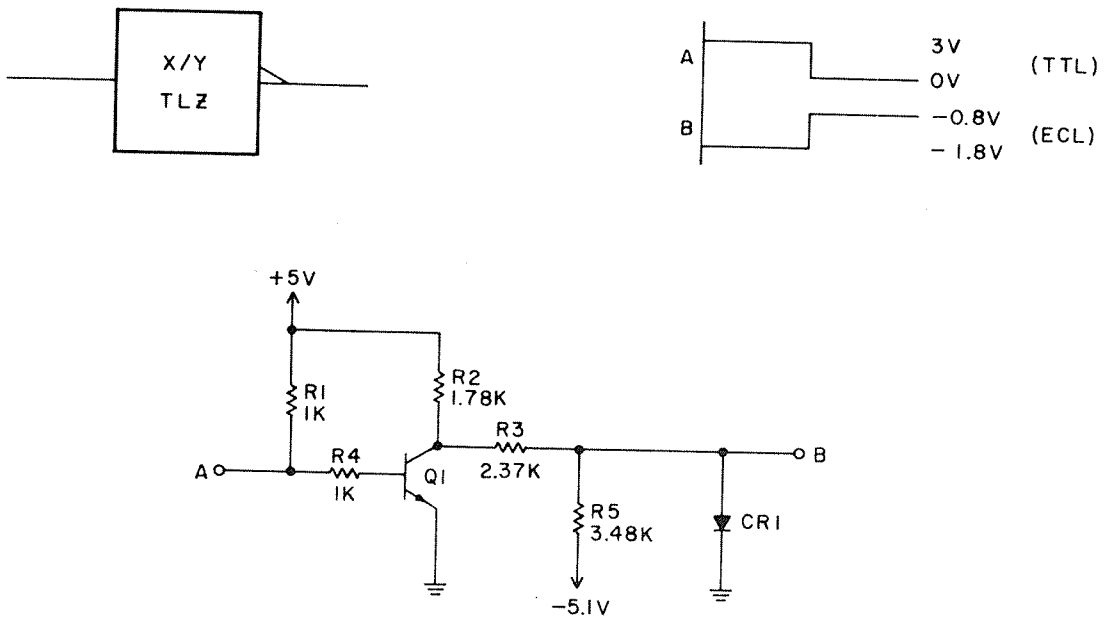 X/Y
TLZ
A
3V
0V
(TTL)
B
-0.8V
-1.8V
(ECL)
+5V
R1
1K
R2
1.78K
R3
2.37K
A
R4
1K
Q1
B
R5
3.48K
CR1
-5.1V